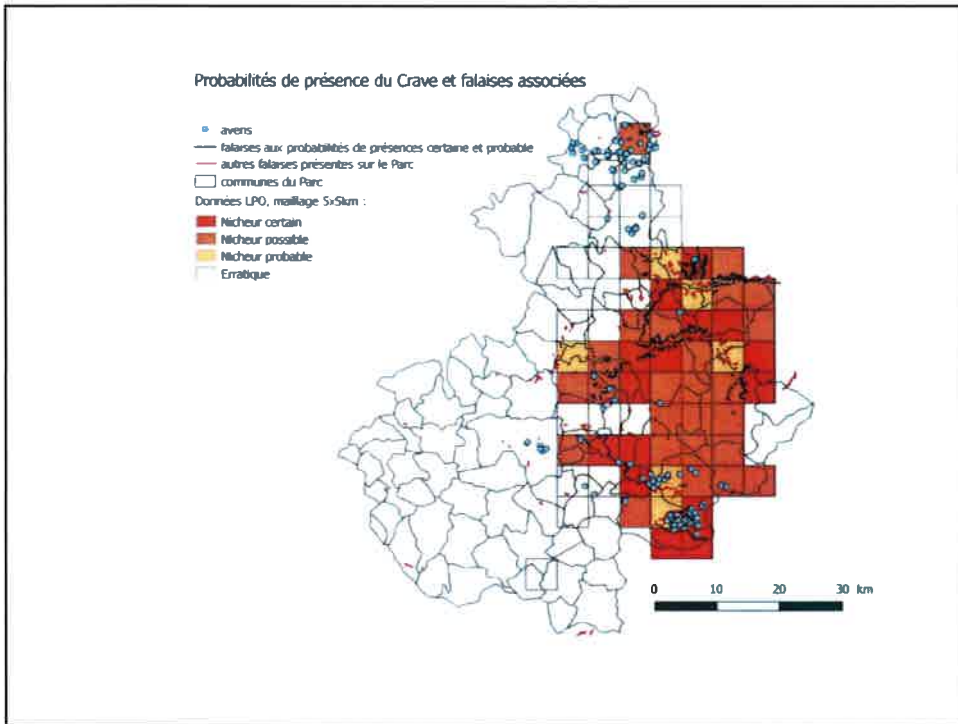 Probabilités de présence du Crave et falaises associées
avens
falaises aux probabilités de présences certaine et probable
autres falaises présentes sur le Parc
communes du Parc
Données LPO, maillage 5x5km :
Nicheur certain
Nicheur possible
Nicheur probable
Erratique
0 10 20 30 km